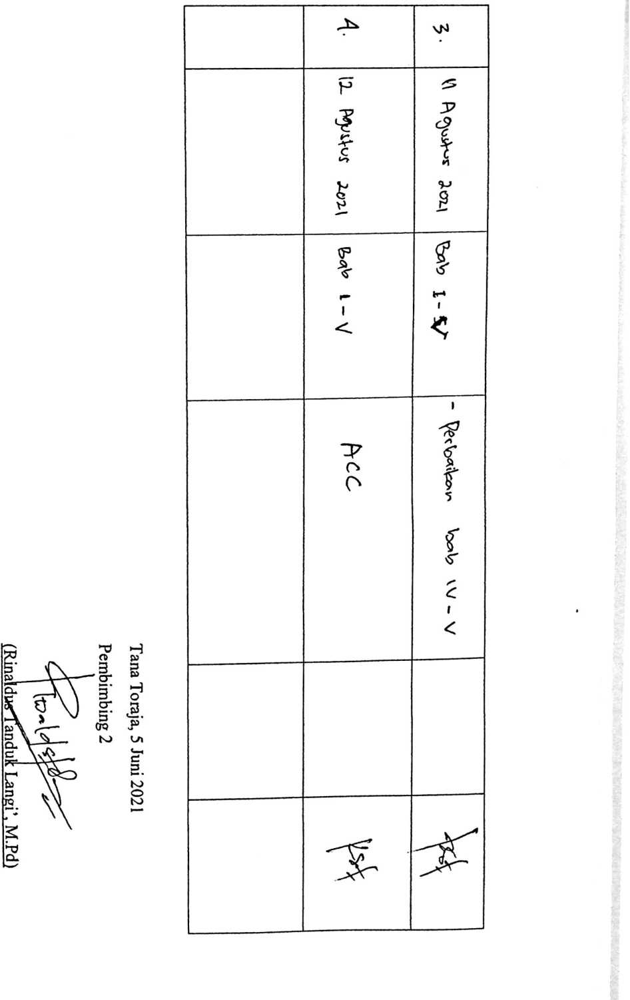 3. 11 Agustus 2021 Bab I - V - Perbaikan bab IV - V
4. 12 Agustus 2021 Bab I - V ACC
Tana Toraja, 5 Juni 2021
Pembimbing 2
(Rinaldus Tanduk Langi', M.Pd)